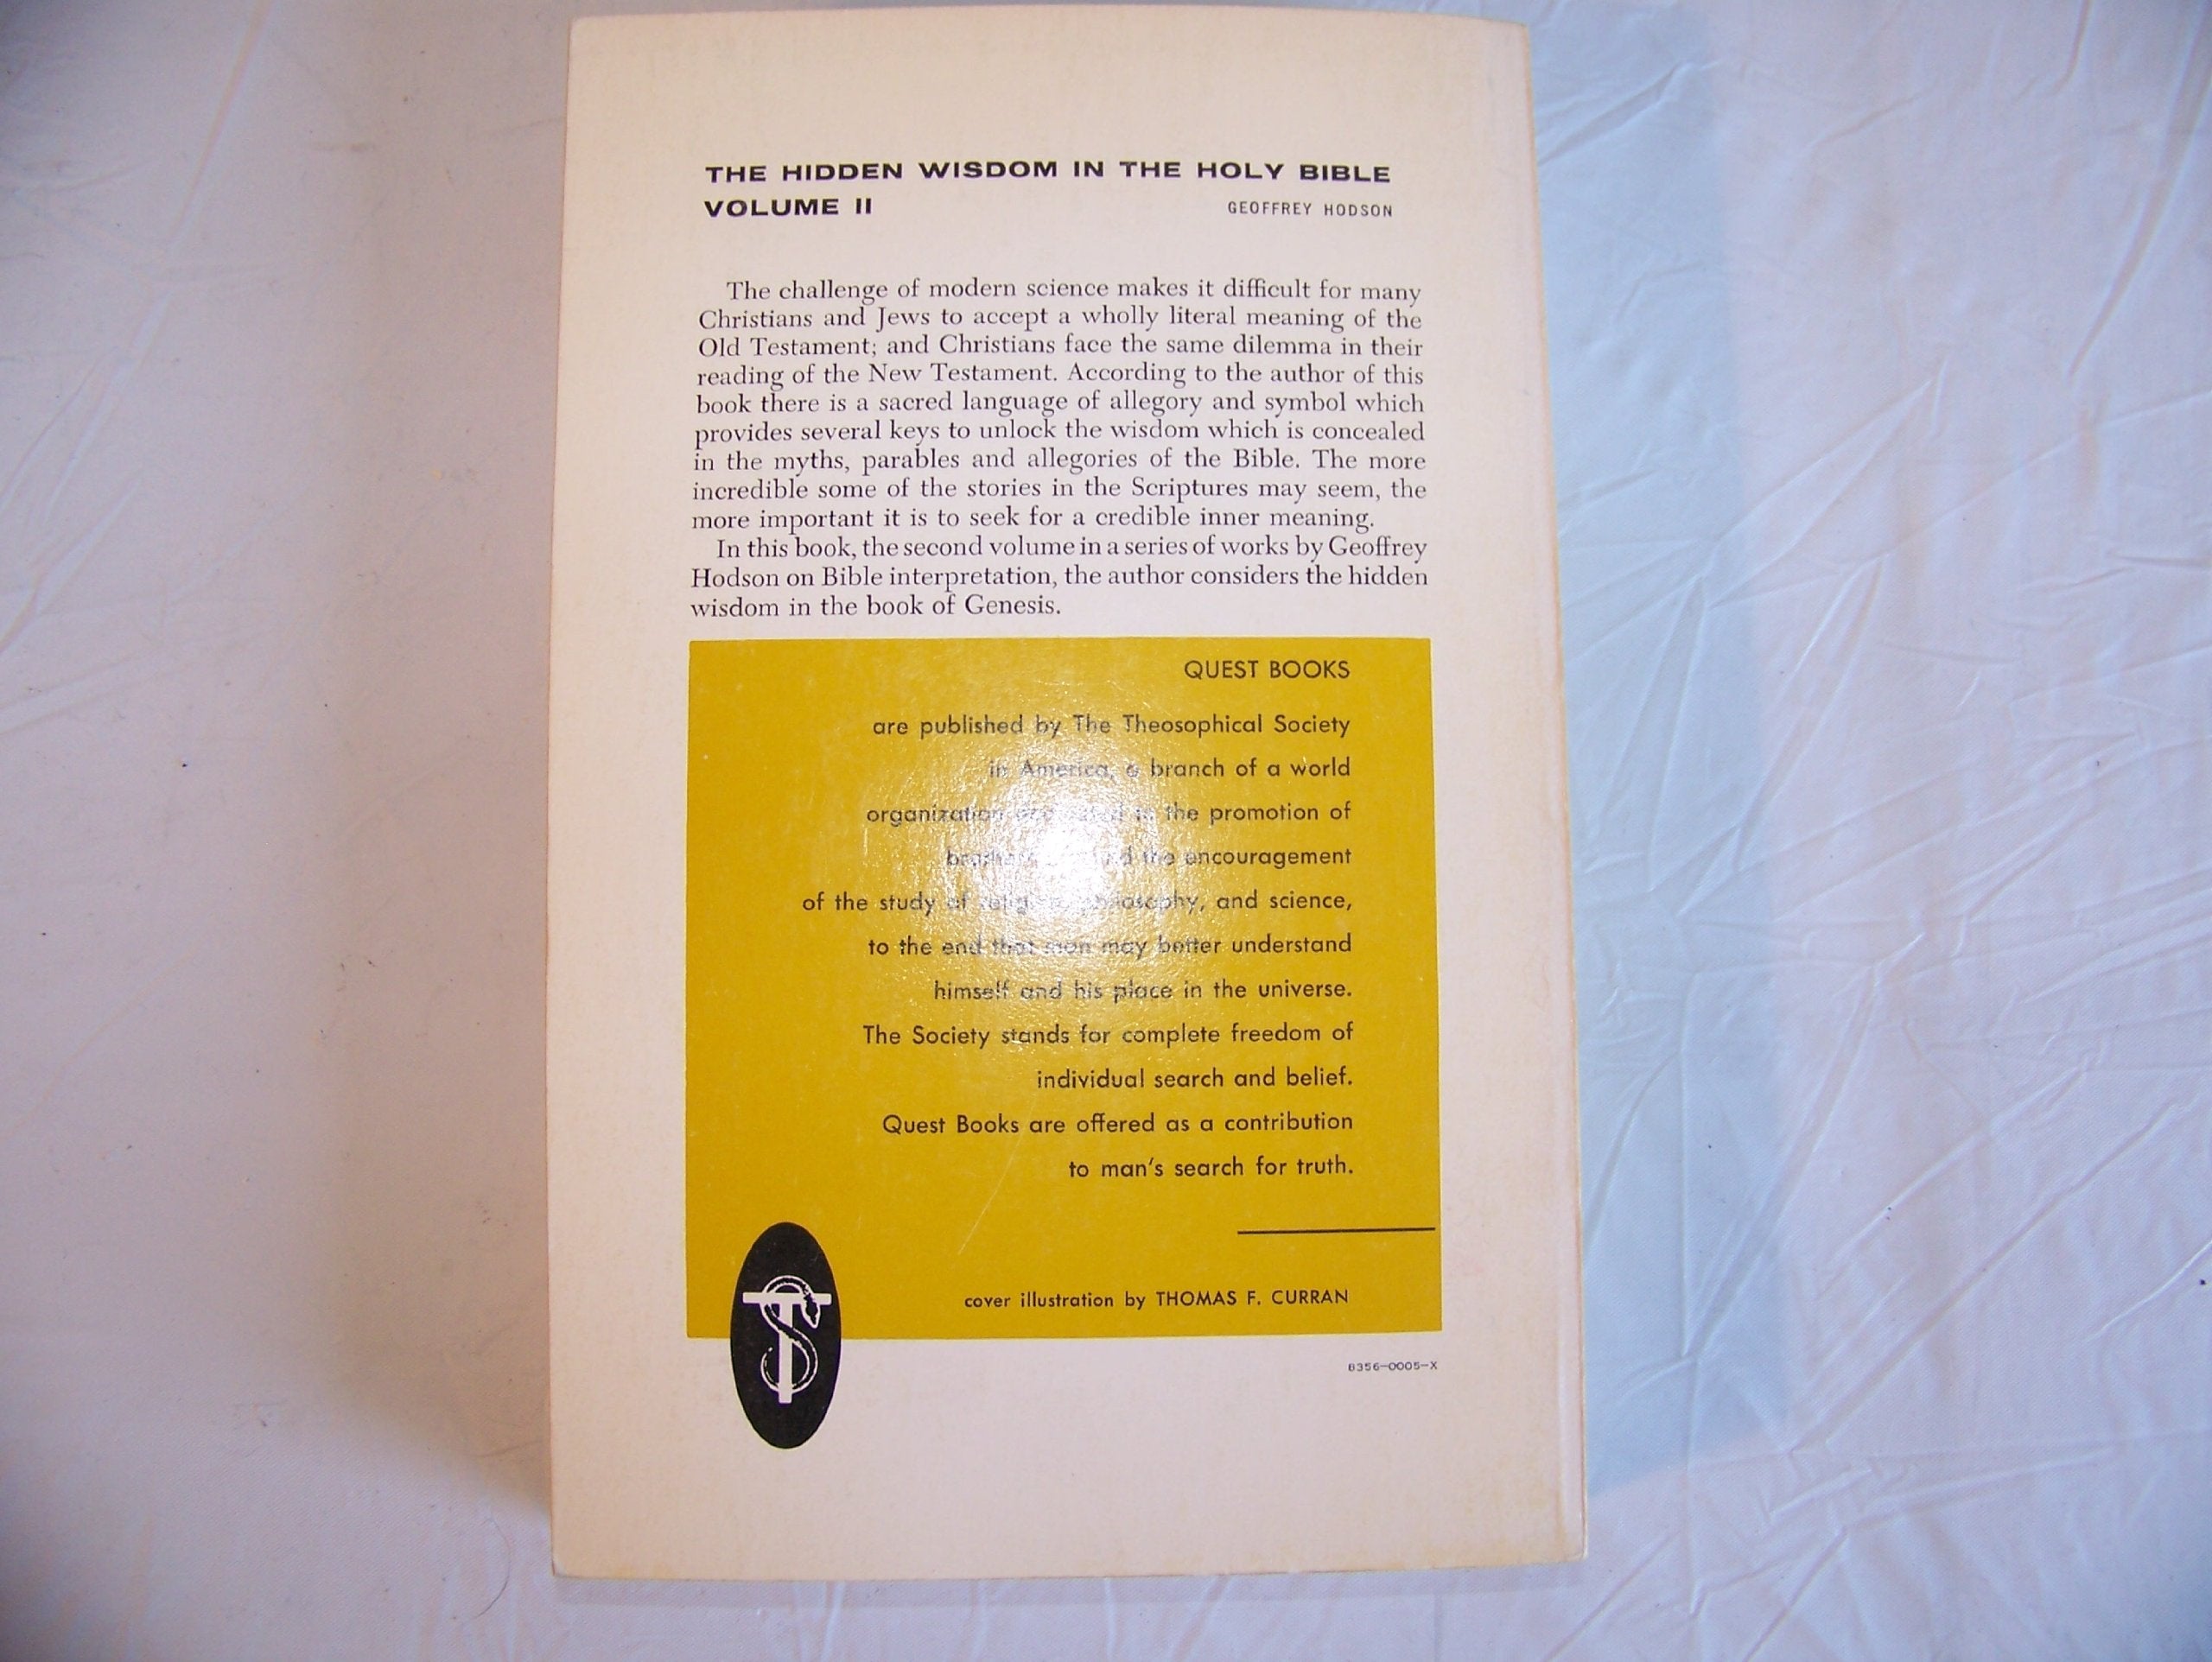 THE HIDDEN WISDOM IN THE HOLY BIBLE
VOLUME II GEOFFREY HODSON
The challenge of modern science makes it difficult for many
Christians and Jews to accept a wholly literal meaning of the
Old Testament; and Christians face the same dilemma in their
reading of the New Testament. According to the author of this
book there is a sacred language of allegory and symbol which
provides several keys to unlock the wisdom which is concealed
in the myths, parables and allegories of the Bible. The more
incredible some of the stories in the Scriptures may seem, the
more important it is to seek for a credible inner meaning.
In this book, the second volume in a series of works by Geoffrey
Hodson on Bible interpretation, the author considers the hidden
wisdom in the book of Genesis.
QUEST BOOKS
are published by The Theosophical Society
in America, a branch of a world
organization to the promotion of
the encouragement
of the study of religion, philosophy, and science,
to the end that man may better understand
himself and his place in the universe.
The Society stands for complete freedom of
individual search and belief.
Quest Books are offered as a contribution
to man's search for truth.
cover illustration by THOMAS F. CURRAN
TS
8356-0005-X